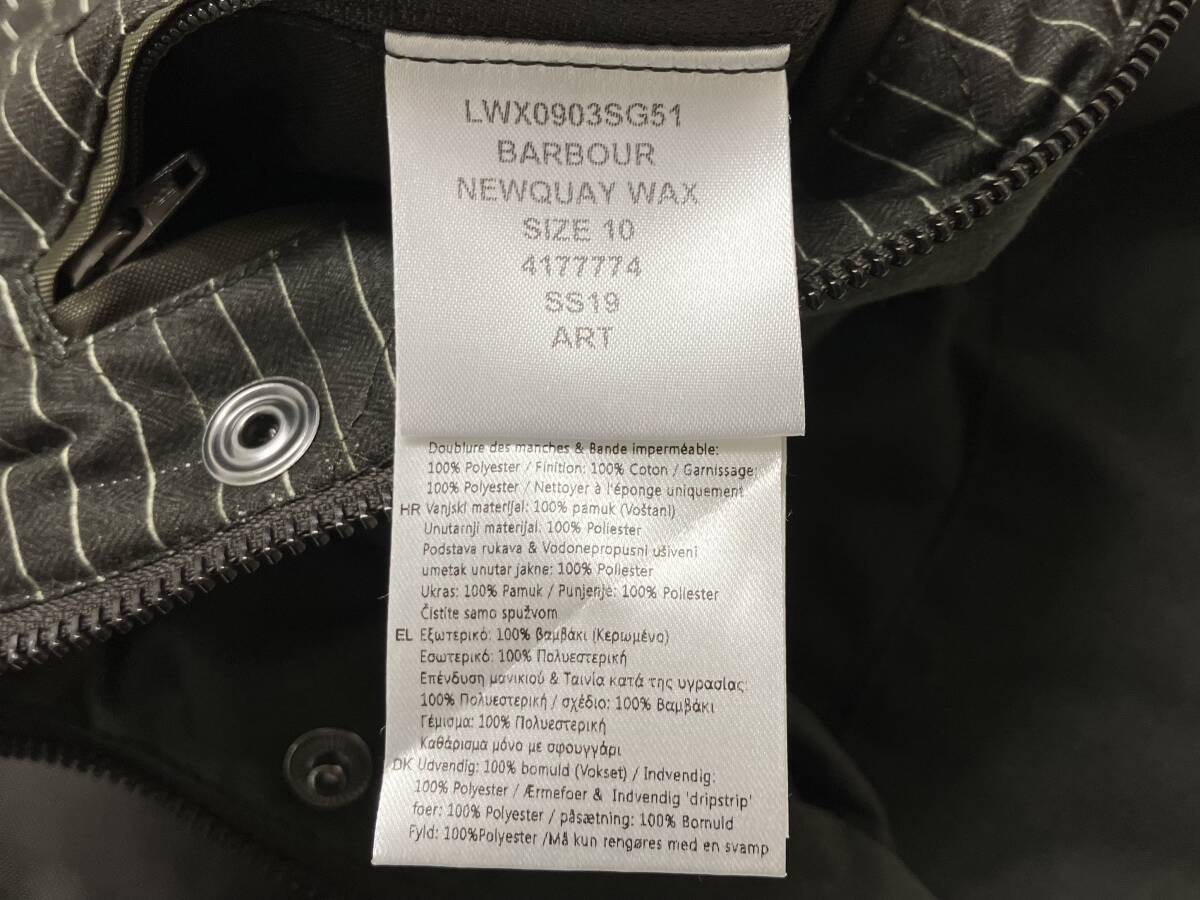 LWX0903SG51
BARBOUR
NEWQUAY WAX
SIZE 10
4177774
SS19
ART
Doublure des manches & Bande imperméable:
100% Polyester / Finition: 100% Coton / Garnissage:
100% Polyester / Nettoyer à l'éponge uniquement
HR Vanjski materijal: 100% pamuk (Voštani)
Unutarnji materijal: 100% Poliester
Podstava rukava & Vodonepropusni ušiveni
umetak unutar jakne: 100% Poliester
Ukras: 100% Pamuk / Punjenje: 100% Poliester
Čistite samo spužvom
EL Εξωτερικό: 100% βαμβάκι (Κερωμένο)
Εσωτερικό: 100% Πολυεστερική
Επένδυση μανικιού & Ταινία κατά της υγρασίας:
100% Πολυεστερική / σχέδιο: 100% Βαμβάκι
Γέμισμα: 100% Πολυεστερική
Καθάρισμα μόνο με σφουγγάρι
DK Udvendig: 100% bomuld (Vokset) / Indvendig:
100% Polyester / Ærmefoer & Indvendig 'dripstrip'
foer: 100% Polyester / påsætning: 100% Bomuld
Fyld: 100%Polyester /Må kun rengøres med en svamp